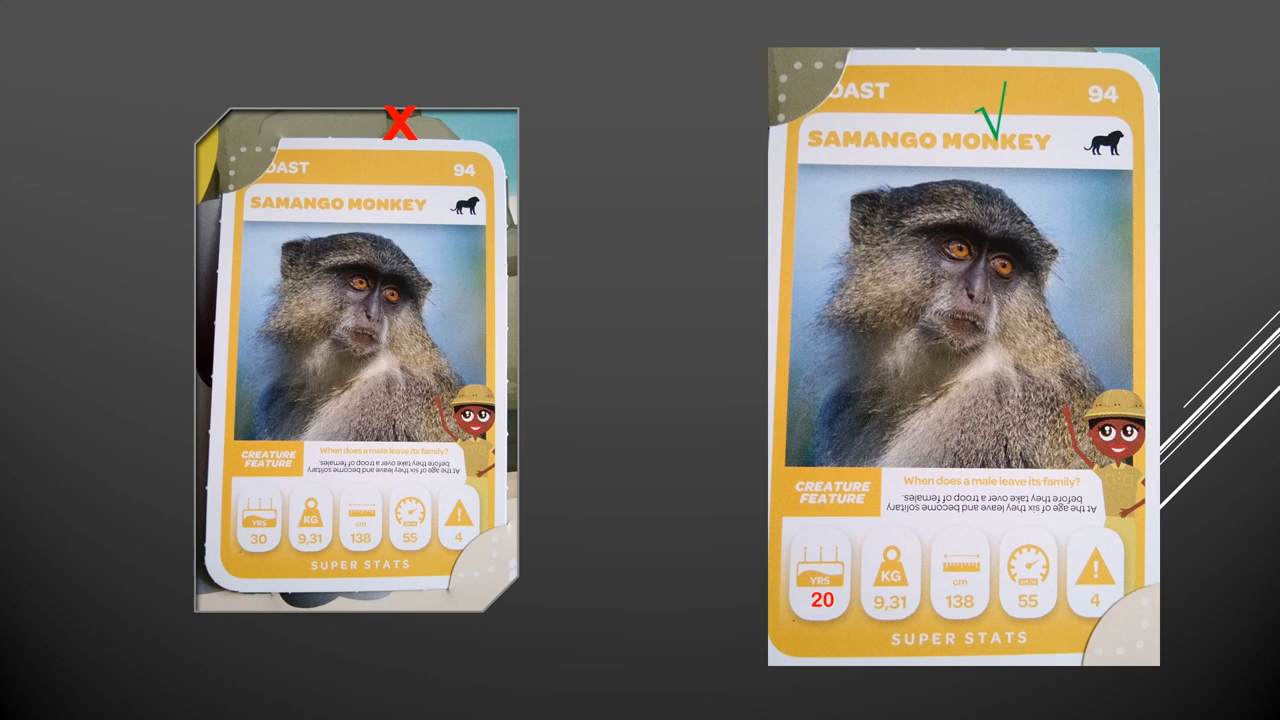 X
OAST 94
SAMANGO MONKEY
CREATURE
FEATURE
When does a male leave its family?
At the age of six they leave and become solitary
before they take over a troop of females.
YRS KG cm
30 9,31 138 55 4
SUPER STATS
√
OAST 94
SAMANGO MONKEY
CREATURE
FEATURE
When does a male leave its family?
At the age of six they leave and become solitary
before they take over a troop of females.
YRS KG cm
20 9,31 138 55 4
SUPER STATS